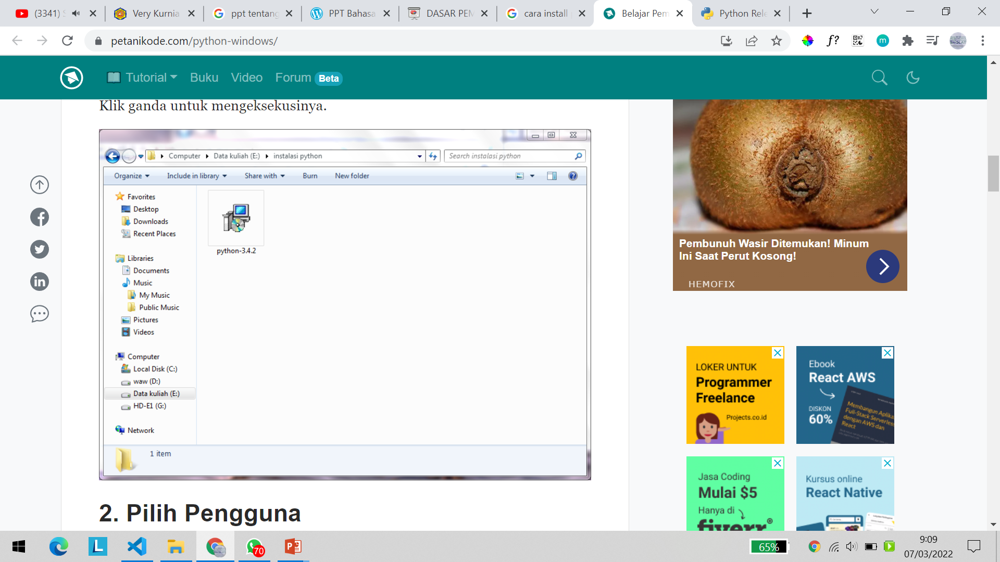 (3341) S
Very Kurnia
ppt tentang
PPT Bahasa
DASAR PEM
cara install
Belajar Pem
Python Rele
petanikode.com/python-windows/
f?
m
Tutorial
Buku
Video
Forum
Beta
Klik ganda untuk mengeksekusinya.
Computer
Data kuliah (E:)
instalasi python
Search instalasi python
Organize
Include in library
Share with
Burn
New folder
Favorites
Desktop
Downloads
Recent Places
Libraries
Documents
Music
My Music
Public Music
Pictures
Videos
Computer
Local Disk (C:)
waw (D:)
Data kuliah (E:)
HD-E1 (G:)
Network
python-3.4.2
1 item
2. Pilih Pengguna
Pembunuh Wasir Ditemukan! Minum
Ini Saat Perut Kosong!
HEMOFIX
LOKER UNTUK
Programmer
Freelance
Projects.co.id
Ebook
React AWS
DISKON
60%
Membangun Aplika
Full-Stack Serverless
dengan AWS dan
React
Jasa Coding
Mulai $5
Hanya di
fiverr®
Kursus online
React Native
L
70
65%
9:09
07/03/2022